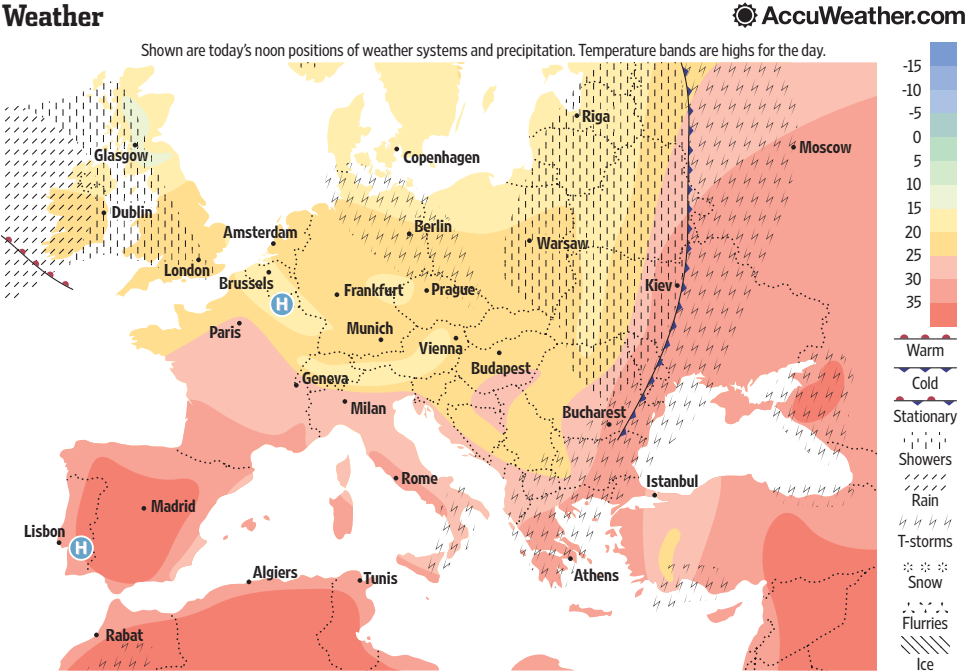 Weather
AccuWeather.com
Shown are today's noon positions of weather systems and precipitation. Temperature bands are highs for the day.
-15
-10
-5
0
5
10
15
20
25
30
35
Riga
Moscow
Glasgow
Copenhagen
Dublin
Berlin
Amsterdam
Warsaw
London
Brussels
Kiev
Frankfurt
Prague
H
Paris
Munich
Vienna
Budapest
Geneva
Milan
Bucharest
Rome
Istanbul
Madrid
Lisbon
H
Algiers
Tunis
Athens
Rabat
Warm
Cold
Stationary
Showers
Rain
T-storms
Snow
Flurries
Ice